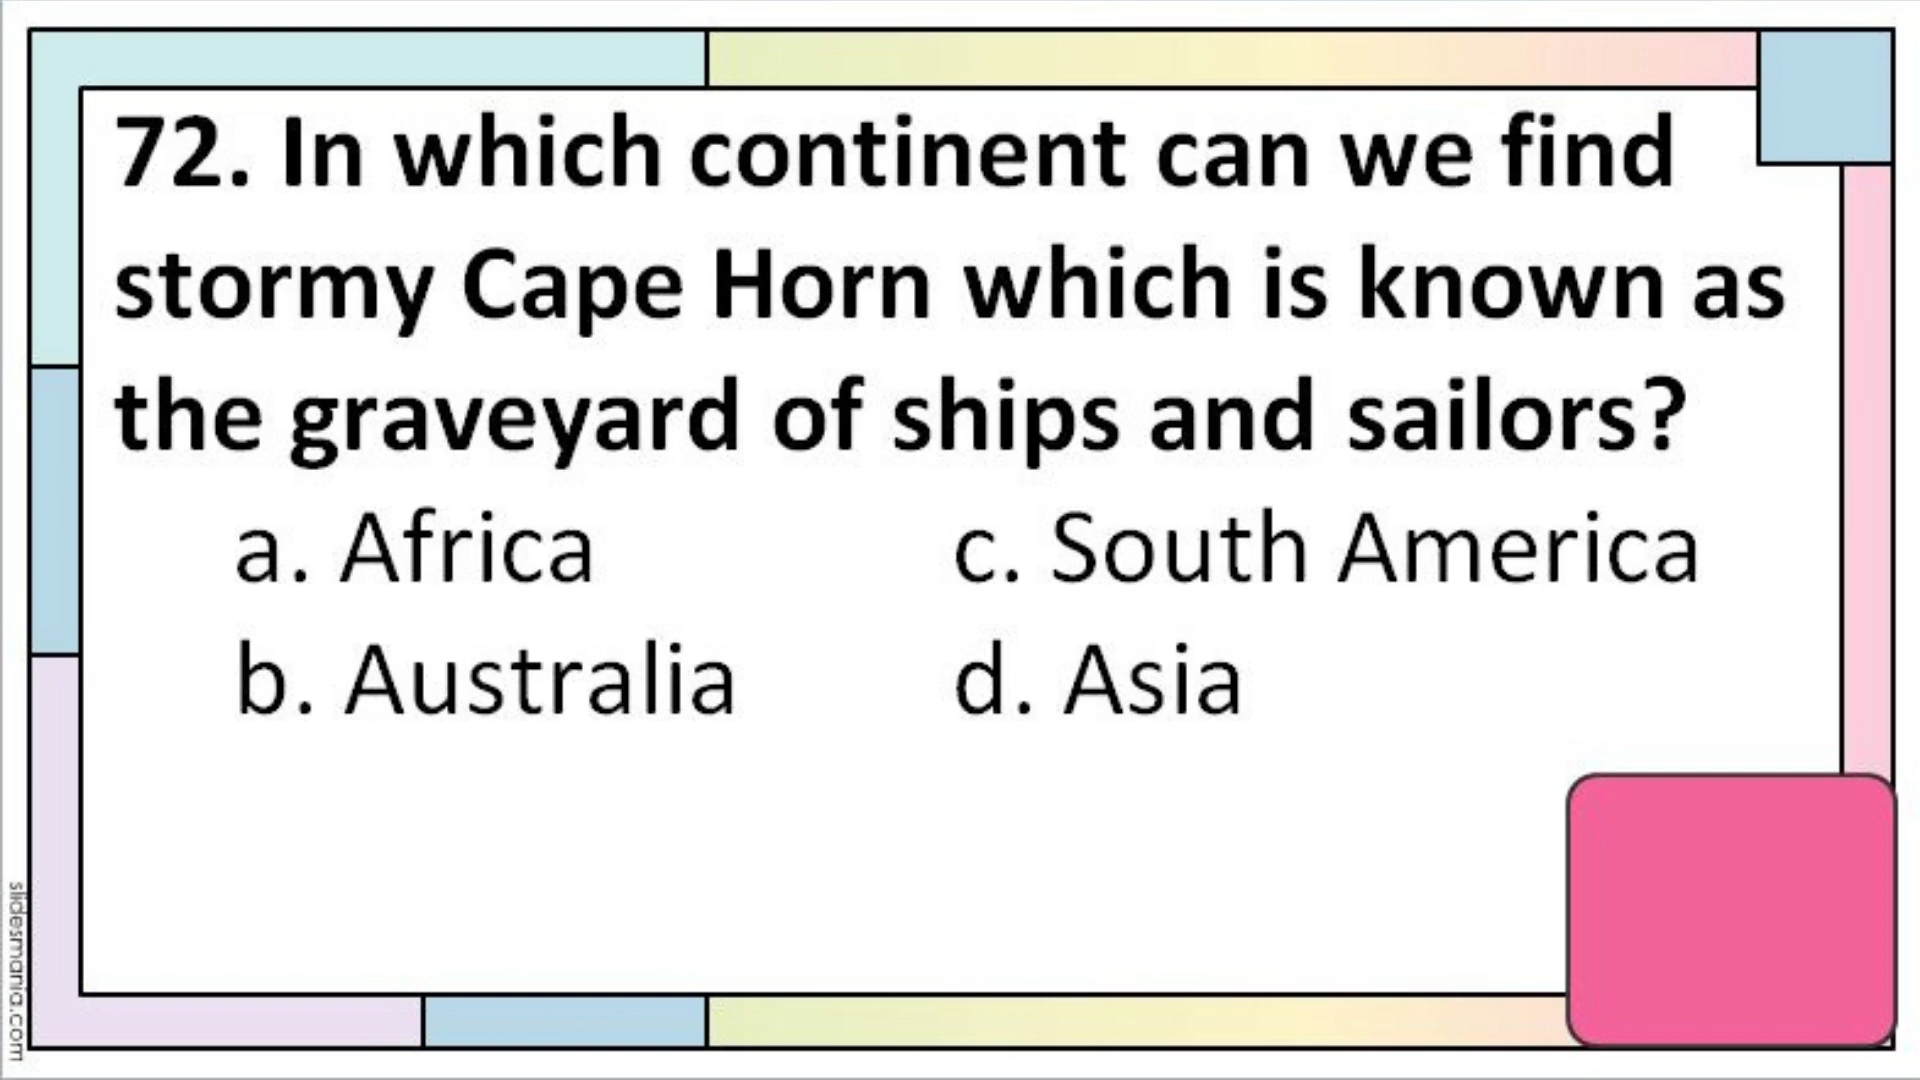 72. In which continent can we find
stormy Cape Horn which is known as
the graveyard of ships and sailors?
a. Africa
c. South America
b. Australia
d. Asia
slidesmania.com